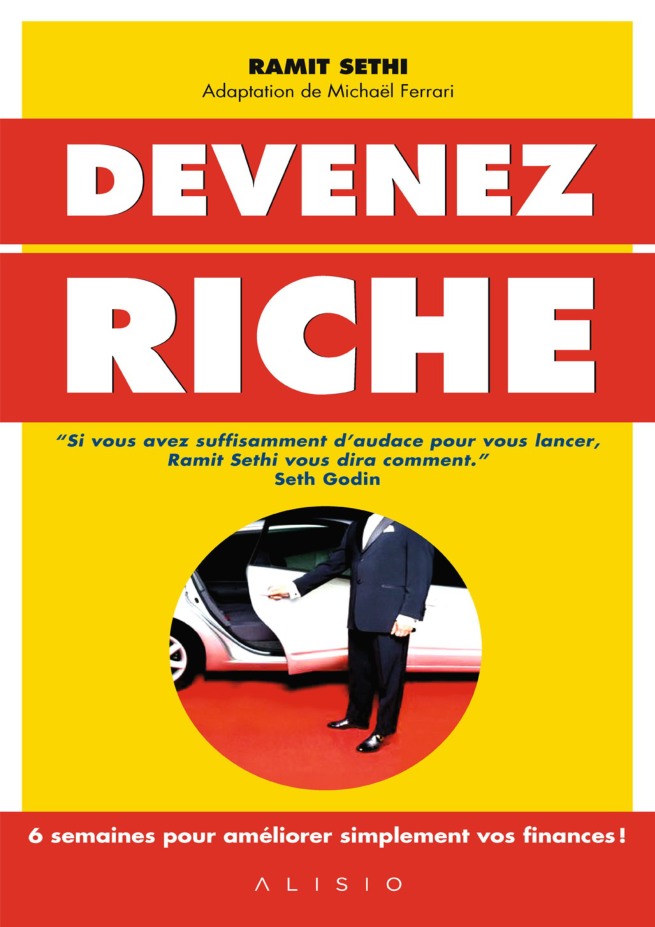 RAMIT SETHI
Adaptation de Michaël Ferrari
DEVENEZ
RICHE
“Si vous avez suffisamment d’audace pour vous lancer,
Ramit Sethi vous dira comment.”
Seth Godin
6 semaines pour améliorer simplement vos finances !
ALISIO